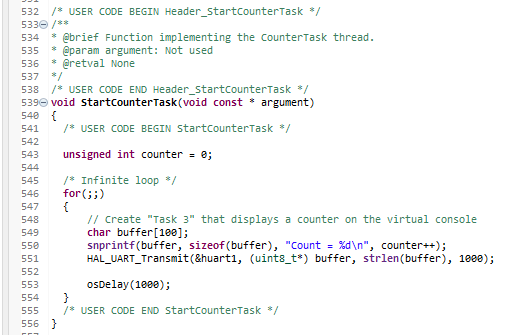 532 /* USER CODE BEGIN Header_StartCounterTask */
533 /**
534 * @brief Function implementing the CounterTask thread.
535 * @param argument: Not used
536 * @retval None
537 */
538 /* USER CODE END Header_StartCounterTask */
539 void StartCounterTask(void const * argument)
540 {
541 /* USER CODE BEGIN StartCounterTask */
542
543 unsigned int counter = 0;
544
545 /* Infinite loop */
546 for(;;)
547 {
548 // Create "Task 3" that displays a counter on the virtual console
549 char buffer[100];
550 snprintf(buffer, sizeof(buffer), "Count = %d\n", counter++);
551 HAL_UART_Transmit(&huart1, (uint8_t*) buffer, strlen(buffer), 1000);
552
553 osDelay(1000);
554 }
555 /* USER CODE END StartCounterTask */
556 }